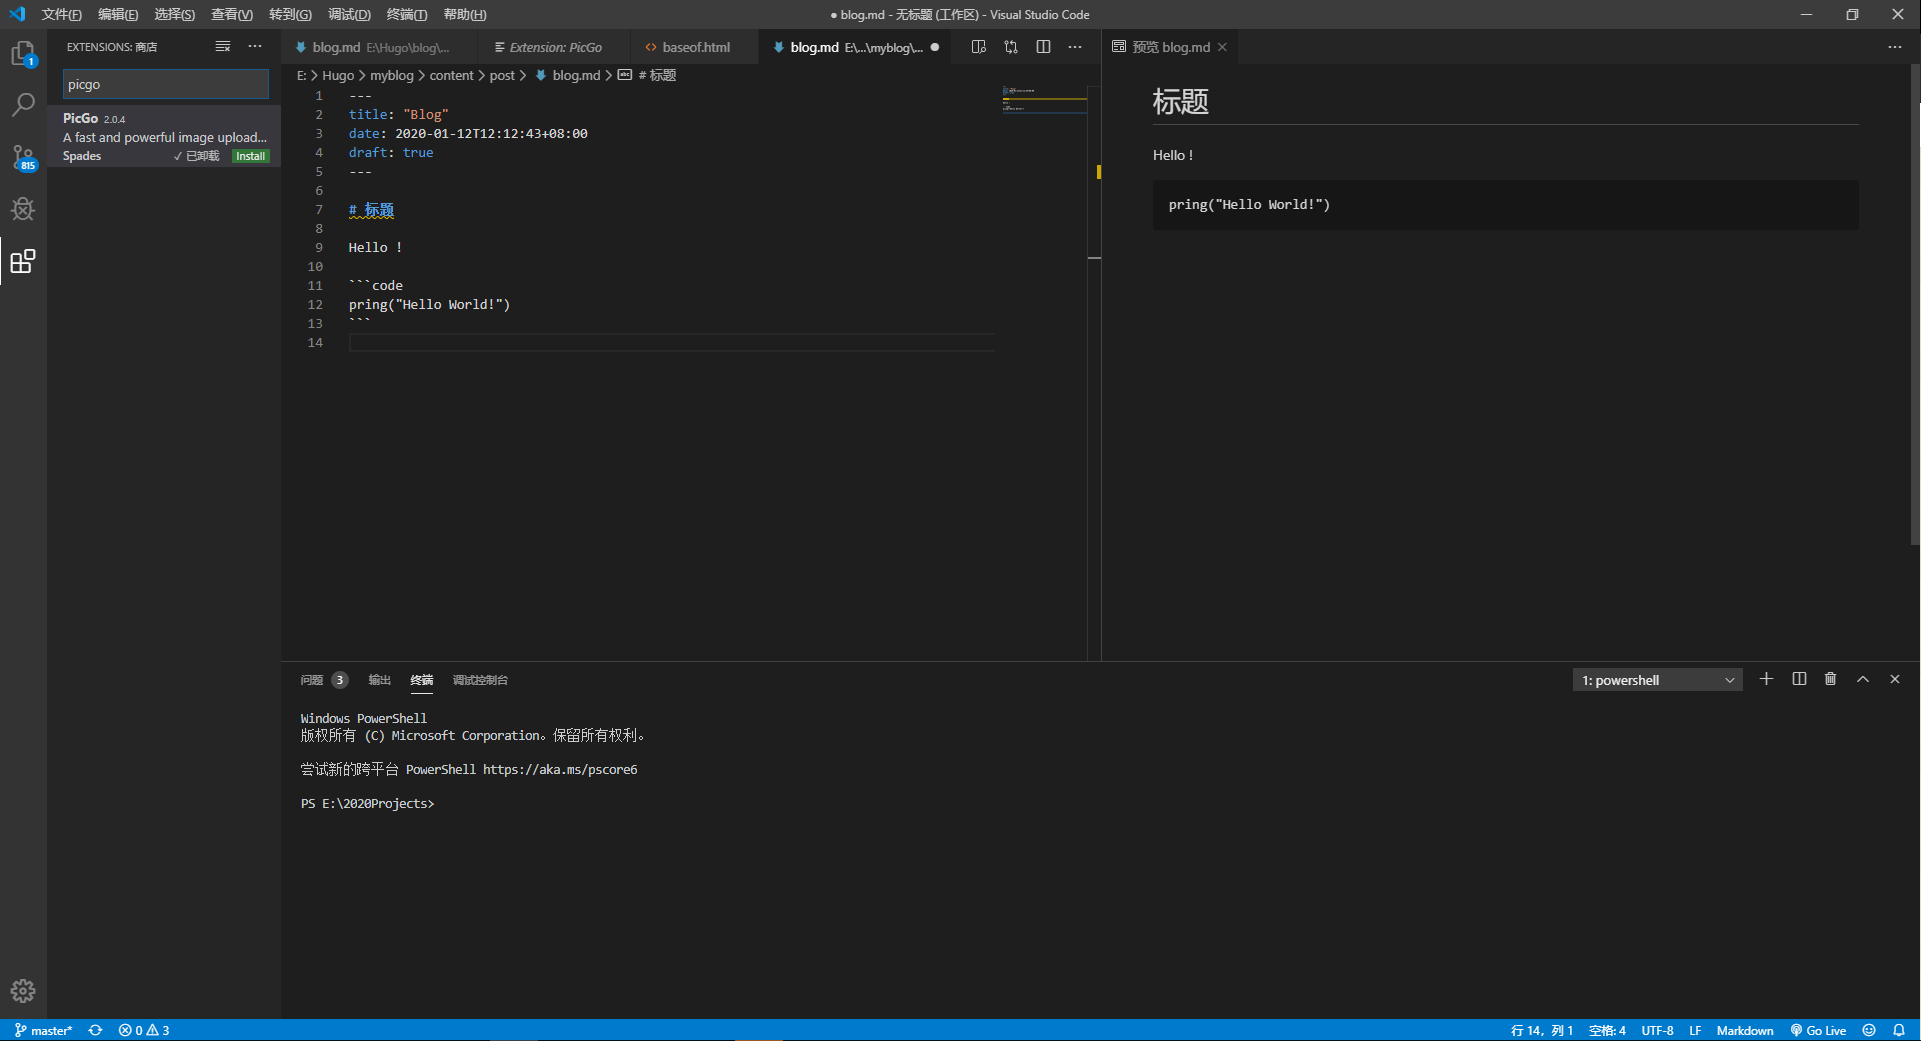 文件(F) 编辑(E) 选择(S) 查看(V) 转到(G) 调试(D) 终端(T) 帮助(H)
● blog.md - 无标题 (工作区) - Visual Studio Code
EXTENSIONS: 商店
picgo
PicGo 2.0.4
A fast and powerful image upload...
Spades ✓ 已卸载 Install
1
815
blog.md E:\Hugo\blog\...
Extension: PicGo
baseof.html
blog.md E:\...\myblog\... ●
E: > Hugo > myblog > content > post > blog.md > # 标题
1 ---
2 title: "Blog"
3 date: 2020-01-12T12:12:43+08:00
4 draft: true
5 ---
6
7 # 标题
8
9 Hello !
10
11 ```code
12 pring("Hello World!")
13 ```
14
预览 blog.md
标题
Hello !
pring("Hello World!")
问题 3 输出 终端 调试控制台
1: powershell
Windows PowerShell
版权所有 (C) Microsoft Corporation。保留所有权利。
尝试新的跨平台 PowerShell https://aka.ms/pscore6
PS E:\2020Projects>
master* 0 3
行 14，列 1 空格: 4 UTF-8 LF Markdown Go Live